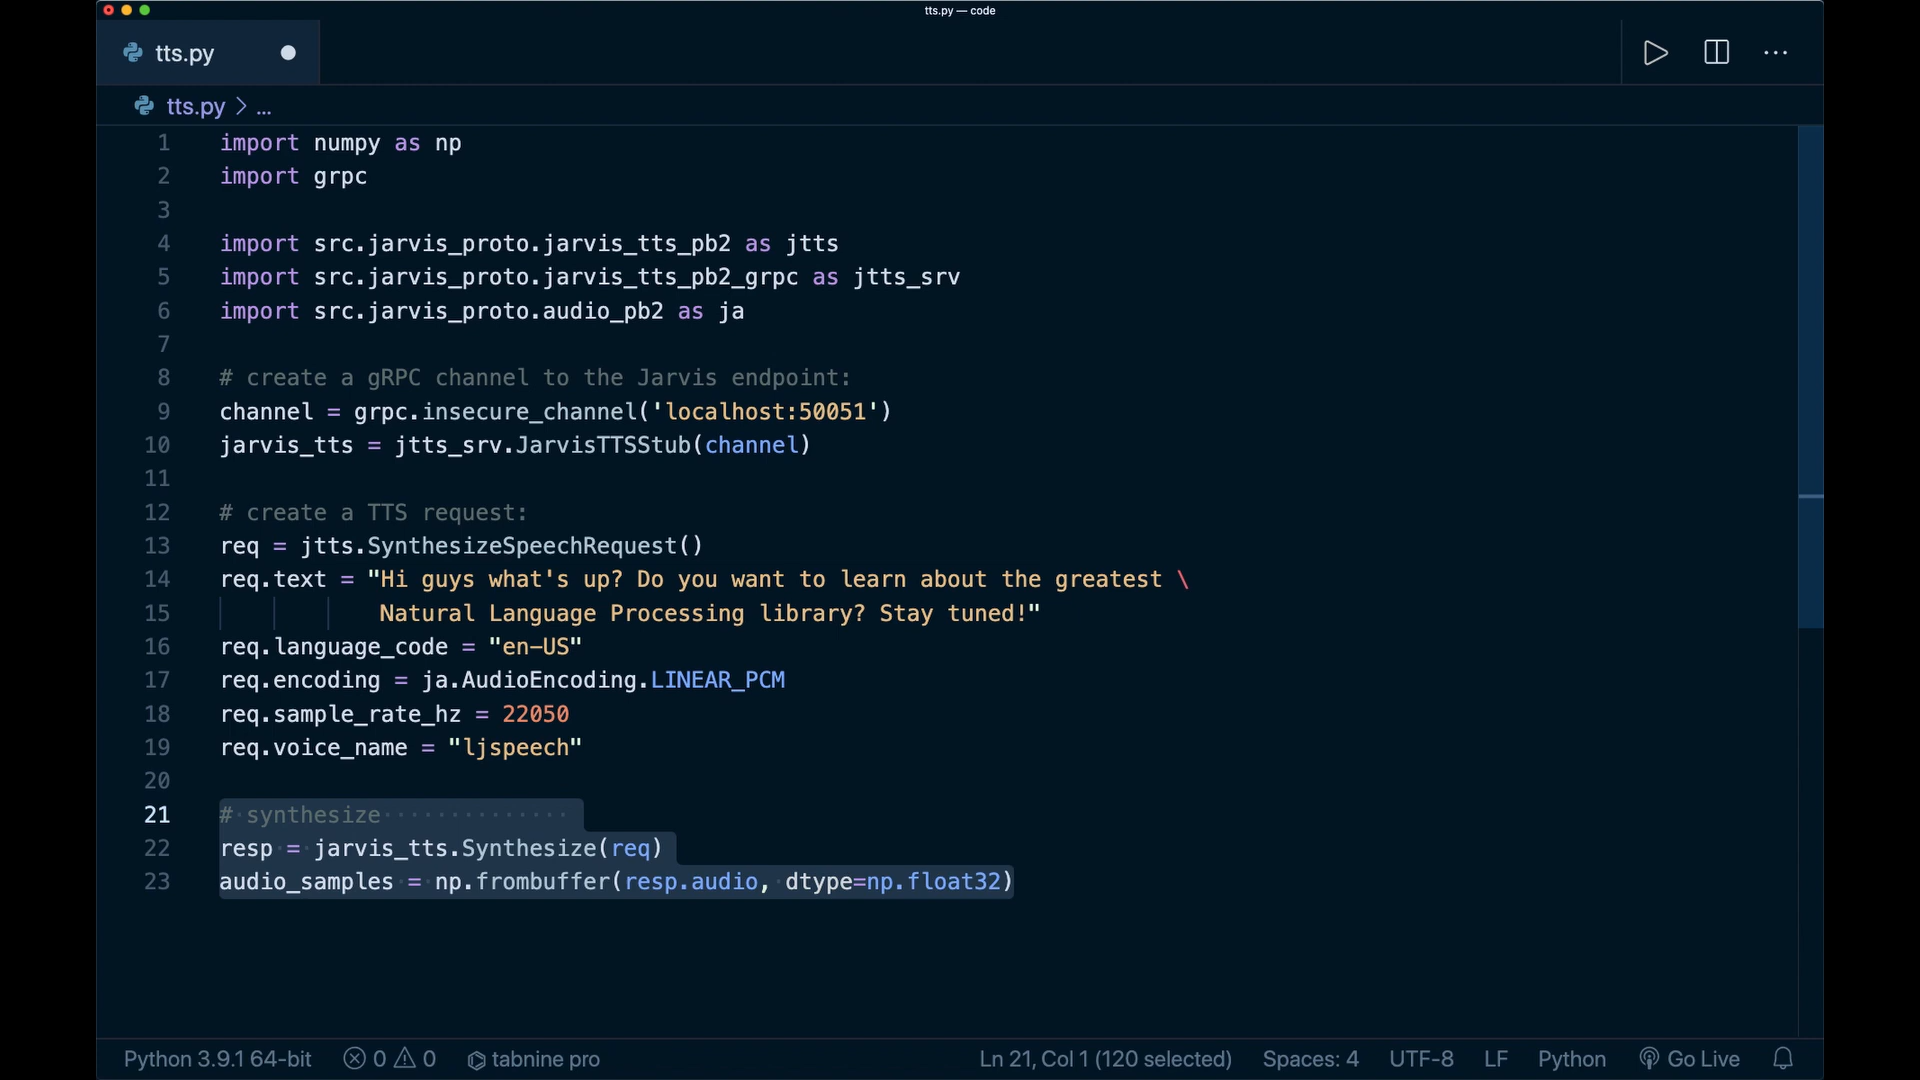 tts.py — code
tts.py
tts.py > ...
1 import numpy as np
2 import grpc
3
4 import src.jarvis_proto.jarvis_tts_pb2 as jtts
5 import src.jarvis_proto.jarvis_tts_pb2_grpc as jtts_srv
6 import src.jarvis_proto.audio_pb2 as ja
7
8 # create a gRPC channel to the Jarvis endpoint:
9 channel = grpc.insecure_channel('localhost:50051')
10 jarvis_tts = jtts_srv.JarvisTTSStub(channel)
11
12 # create a TTS request:
13 req = jtts.SynthesizeSpeechRequest()
14 req.text = "Hi guys what's up? Do you want to learn about the greatest \
15 Natural Language Processing library? Stay tuned!"
16 req.language_code = "en-US"
17 req.encoding = ja.AudioEncoding.LINEAR_PCM
18 req.sample_rate_hz = 22050
19 req.voice_name = "ljspeech"
20
21 # synthesize
22 resp = jarvis_tts.Synthesize(req)
23 audio_samples = np.frombuffer(resp.audio, dtype=np.float32)
Python 3.9.1 64-bit 0 0 tabnine pro Ln 21, Col 1 (120 selected) Spaces: 4 UTF-8 LF Python Go Live